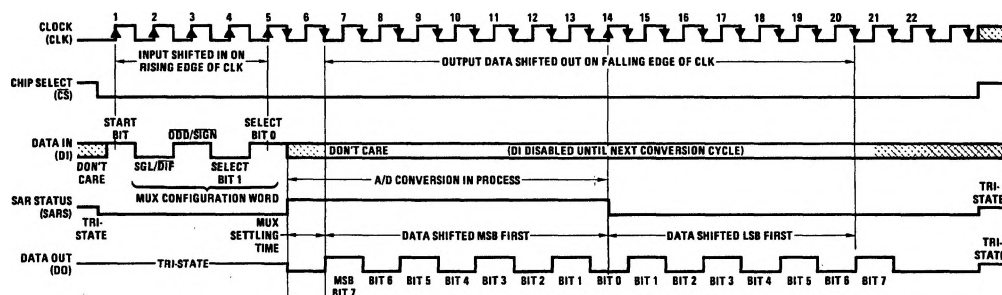 1 2 3 4 5 6 7 8 9 10 11 12 13 14 15 16 17 18 19 20 21 22
CLOCK
(CLK)
INPUT SHIFTED IN ON
RISING EDGE OF CLK
OUTPUT DATA SHIFTED OUT ON FALLING EDGE OF CLK
CHIP SELECT
(CS)
START
BIT
ODD/SIGN
SELECT
BIT 0
DATA IN
(DI)
DON'T CARE
(DI DISABLED UNTIL NEXT CONVERSION CYCLE)
DON'T
CARE
SGL/DIF
SELECT
BIT 1
A/D CONVERSION IN PROCESS
MUX CONFIGURATION WORD
SAR STATUS
(SARS)
TRI-
STATE
TRI-
STATE
MUX
SETTLING
TIME
DATA SHIFTED MSB FIRST
DATA SHIFTED LSB FIRST
DATA OUT
(DO)
TRI-STATE
TRI-
STATE
MSB
BIT 7
BIT 6 BIT 5 BIT 4 BIT 3 BIT 2 BIT 1 BIT 0 BIT 1 BIT 2 BIT 3 BIT 4 BIT 5 BIT 6 BIT 7